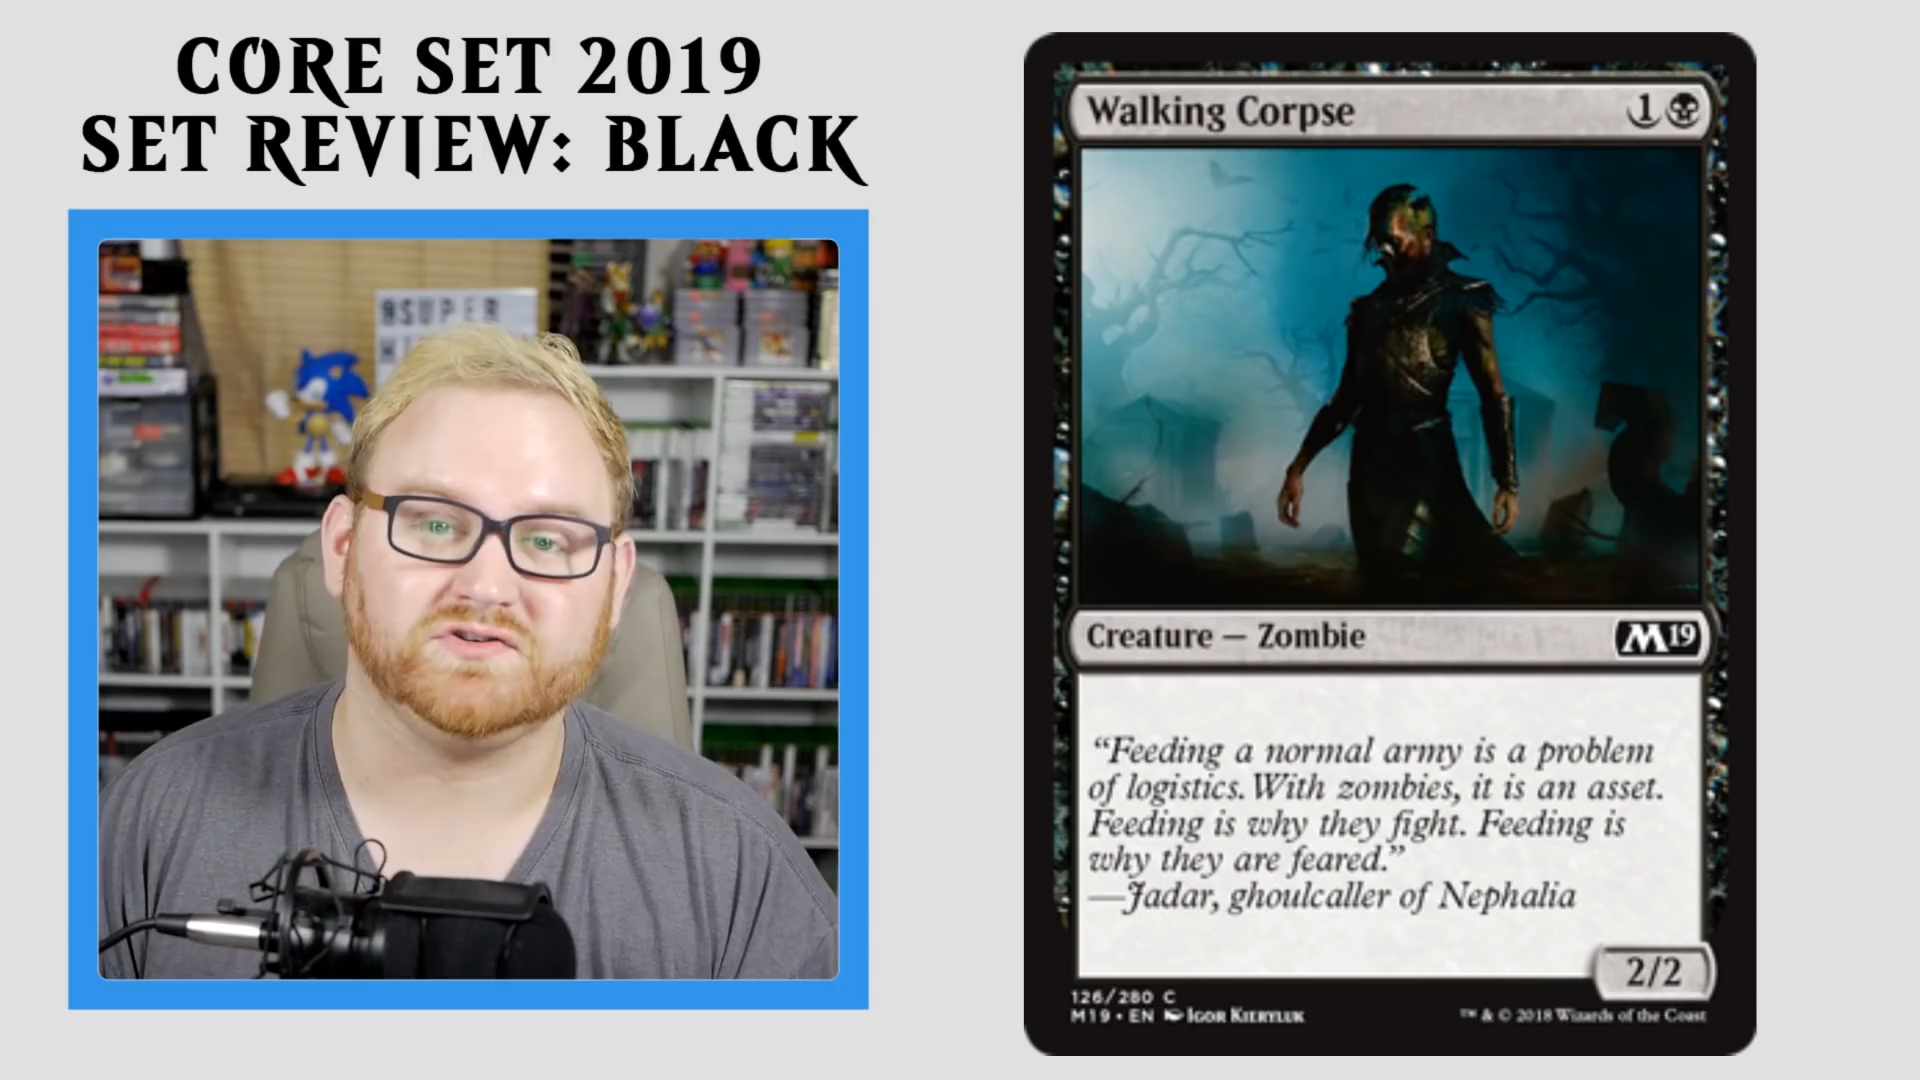 CORE SET 2019
SET REVIEW: BLACK
SUPER
Walking Corpse 1
Creature — Zombie M19
“Feeding a normal army is a problem
of logistics. With zombies, it is an asset.
Feeding is why they fight. Feeding is
why they are feared.”
—Jadar, ghoulcaller of Nephalia
2/2
126/280 C
M19 • EN Igor Kieryluk
™ & © 2018 Wizards of the Coast